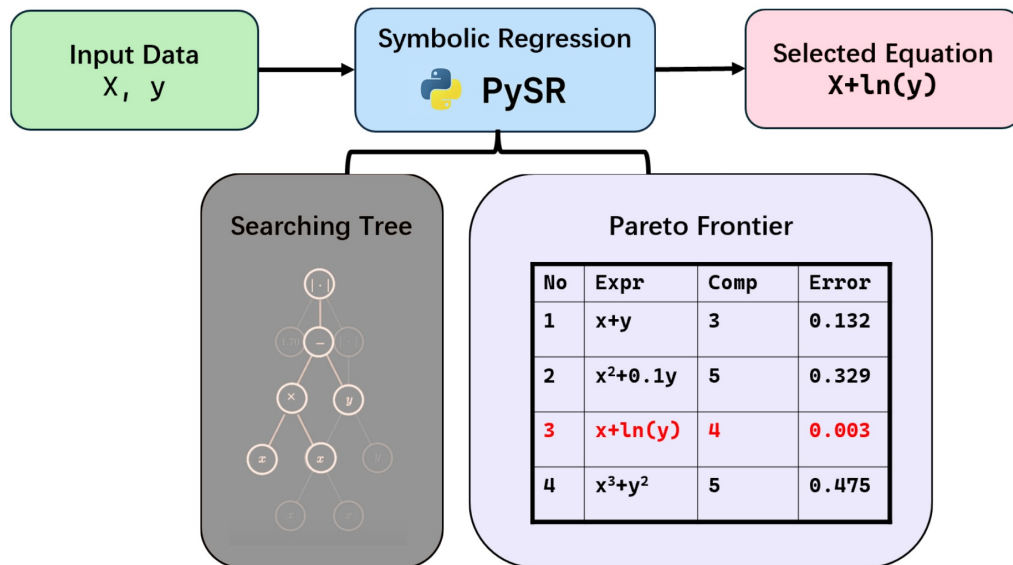 Input Data
X, y
Symbolic Regression
PySR
Selected Equation
X+ln(y)
Searching Tree
|·|
1.70
−
|·|
×
y
x
x
x
x
Pareto Frontier
No Expr Comp Error
1 x+y 3 0.132
2 x²+0.1y 5 0.329
3 x+ln(y) 4 0.003
4 x³+y² 5 0.475